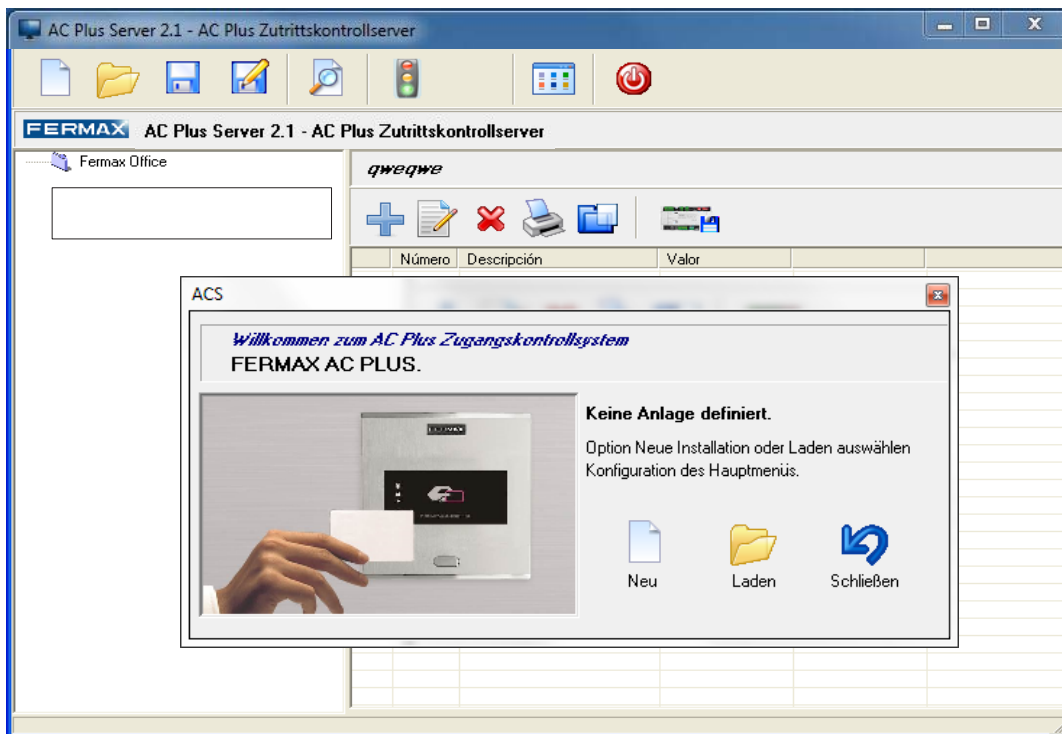 AC Plus Server 2.1 - AC Plus Zutrittskontrollserver
FERMAX AC Plus Server 2.1 - AC Plus Zutrittskontrollserver
Fermax Office
qweqwe
Número Descripción Valor
ACS
Willkommen zum AC Plus Zugangskontrollsystem
FERMAX AC PLUS.
FERMAX
Keine Anlage definiert.
Option Neue Installation oder Laden auswählen
Konfiguration des Hauptmenüs.
Neu Laden Schließen